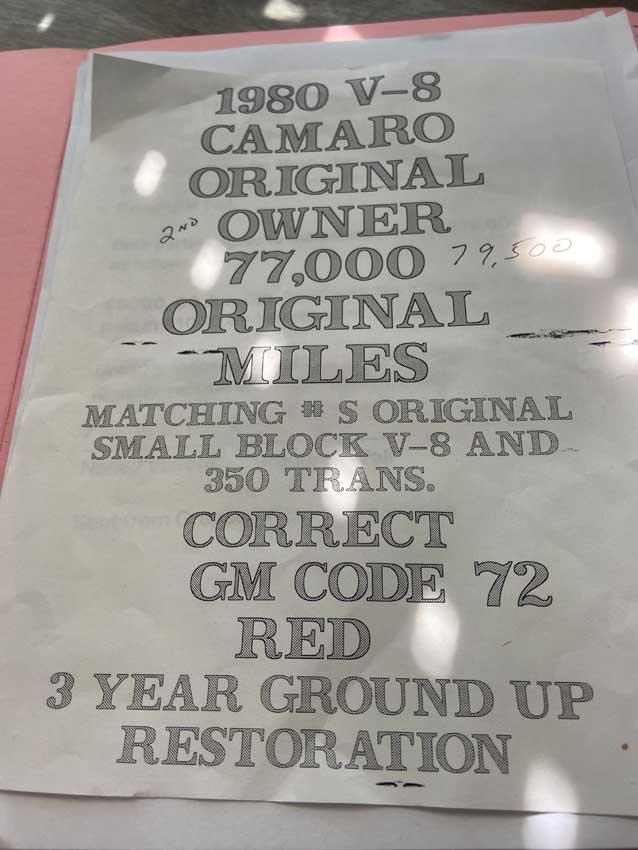 1980 V-8
CAMARO
ORIGINAL
2ND OWNER
77,000 79,500
ORIGINAL
MILES
MATCHING # S ORIGINAL
SMALL BLOCK V-8 AND
350 TRANS.
CORRECT
GM CODE 72
RED
3 YEAR GROUND UP
RESTORATION